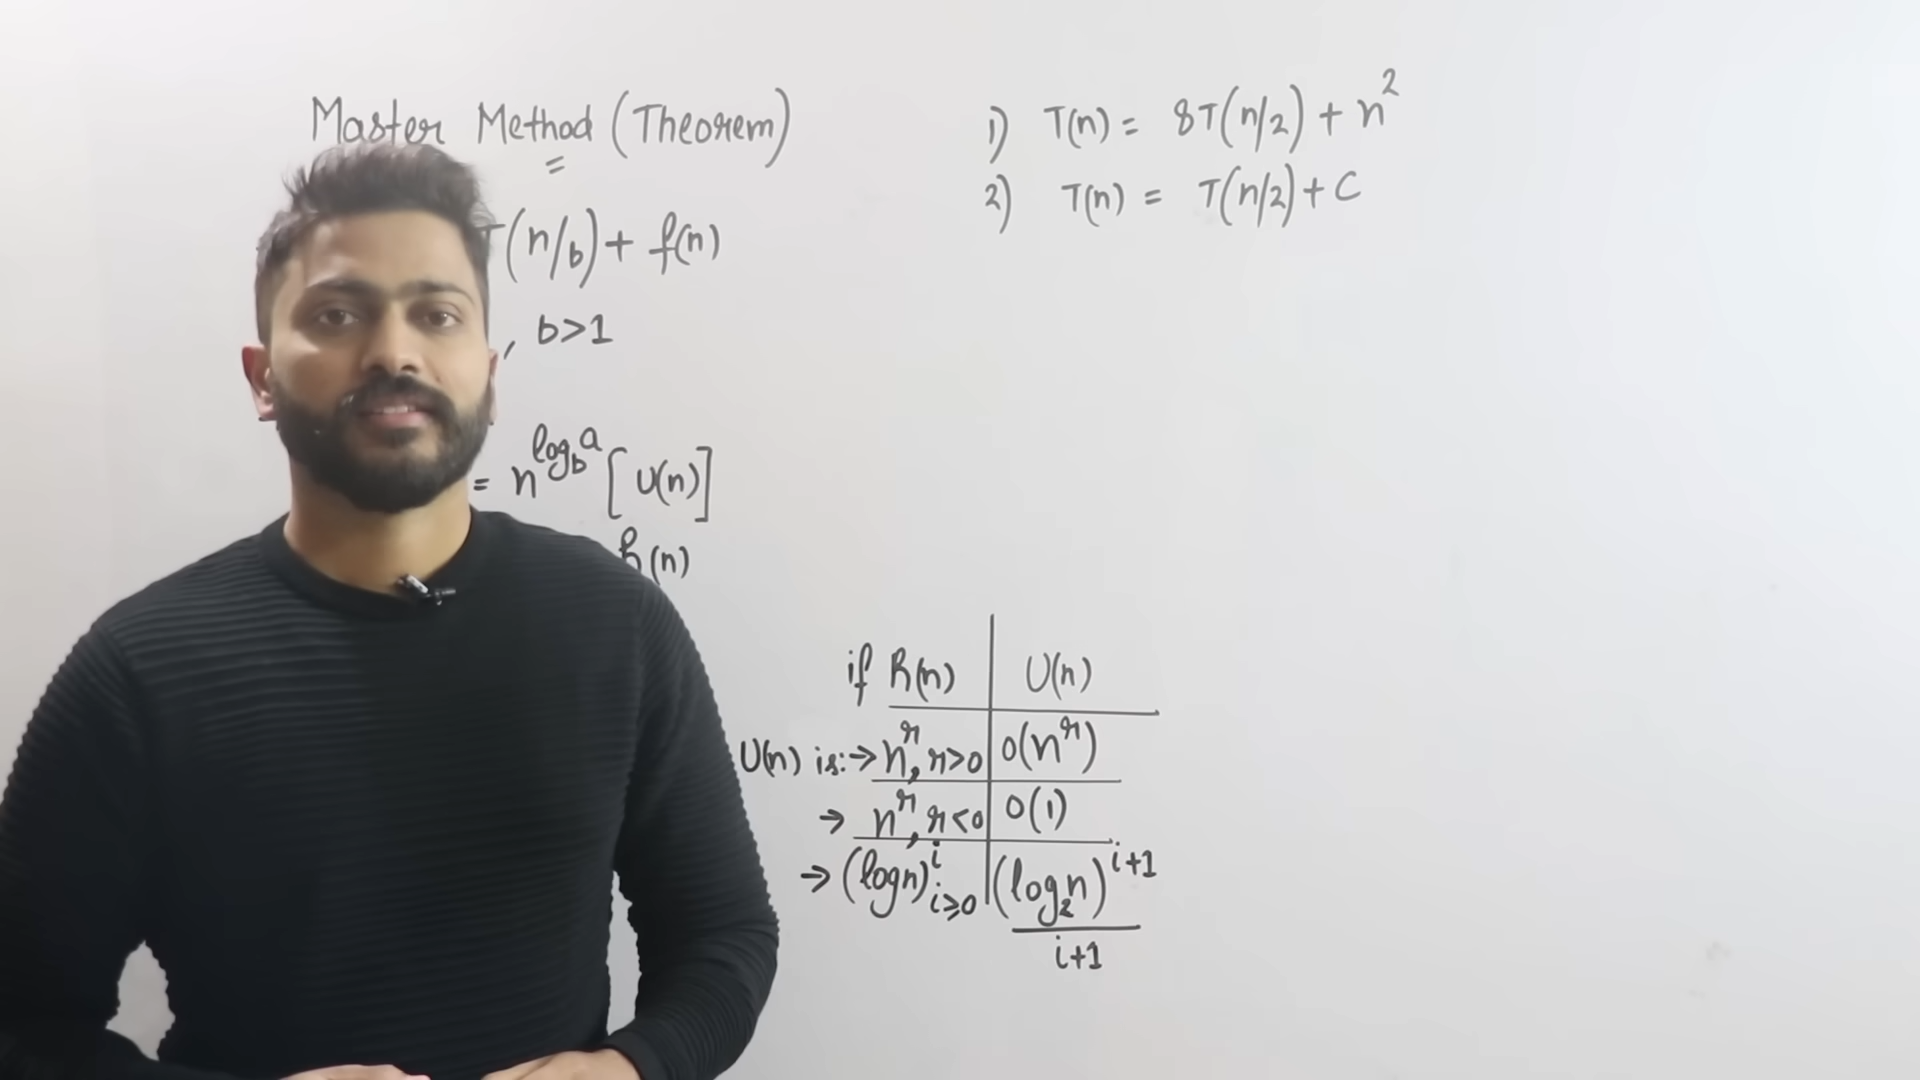 Master Method (Theorem)
=
T(n/b) + f(n)
, b>1
= n^{log_b a} [U(n)]
h(n)
1) T(n) = 8T(n/2) + n²
2) T(n) = T(n/2) + C
if h(n) | U(n)
U(n) is:→ n^r, r>0 | O(n^r)
→ n^r, r<0 | O(1)
→ (logn)^i i≥0 | (log₂n)^{i+1}
i+1